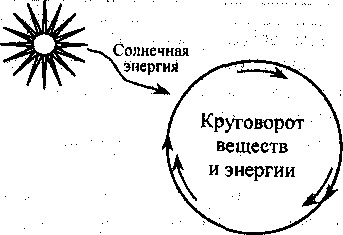 Солнечная
энергия
Круговорот
веществ
и энергии